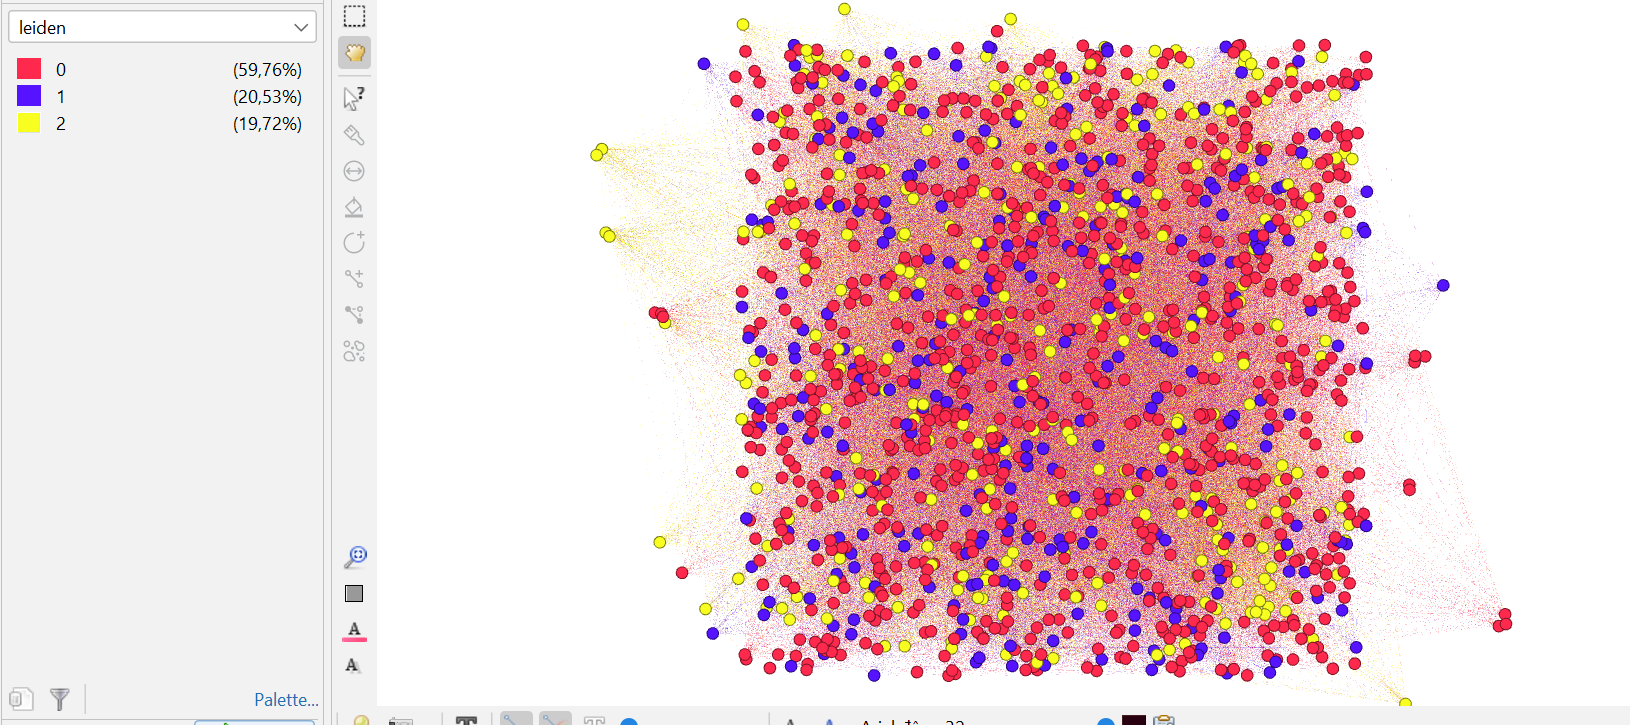 leiden
0 (59,76%)
1 (20,53%)
2 (19,72%)
Palette...